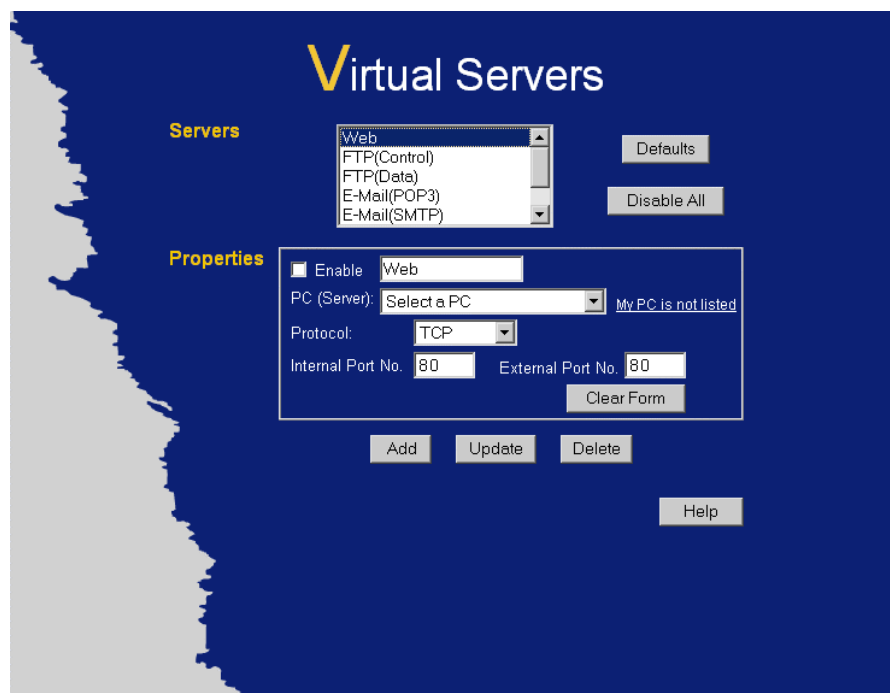 Virtual Servers
Servers
Web
FTP(Control)
FTP(Data)
E-Mail(POP3)
E-Mail(SMTP)
Defaults
Disable All
Properties
Enable Web
PC (Server): Select a PC My PC is not listed
Protocol: TCP
Internal Port No. 80 External Port No. 80
Clear Form
Add Update Delete
Help